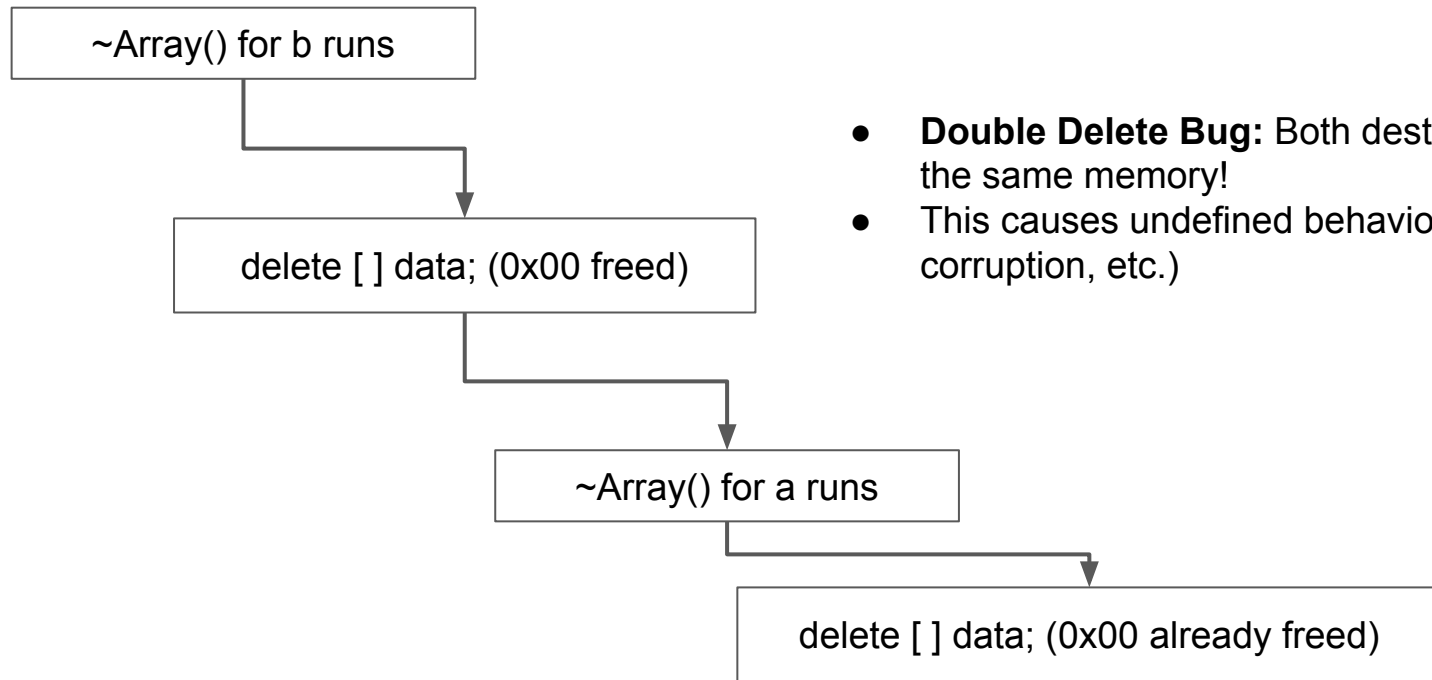 ~Array() for b runs
delete [ ] data; (0x00 freed)
~Array() for a runs
delete [ ] data; (0x00 already freed)
● Double Delete Bug: Both dest
the same memory!
● This causes undefined behavio
corruption, etc.)